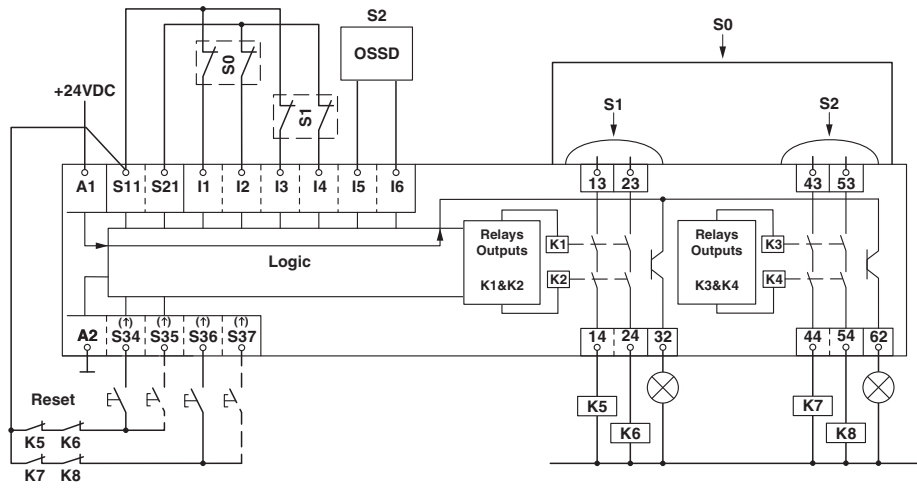 S2
S0
OSSD
S0
+24VDC
S1
S1
S2
A1 S11 S21 I1 I2 I3 I4 I5 I6
13 23
43 53
Relays
Outputs
K1&K2
K1
K2
Relays
Outputs
K3&K4
K3
K4
Logic
(↑) (↑) (↑) (↑)
A2 S34 S35 S36 S37
14 24 32
44 54 62
Reset
K5
K7
K6
K8
K5 K6
K7 K8